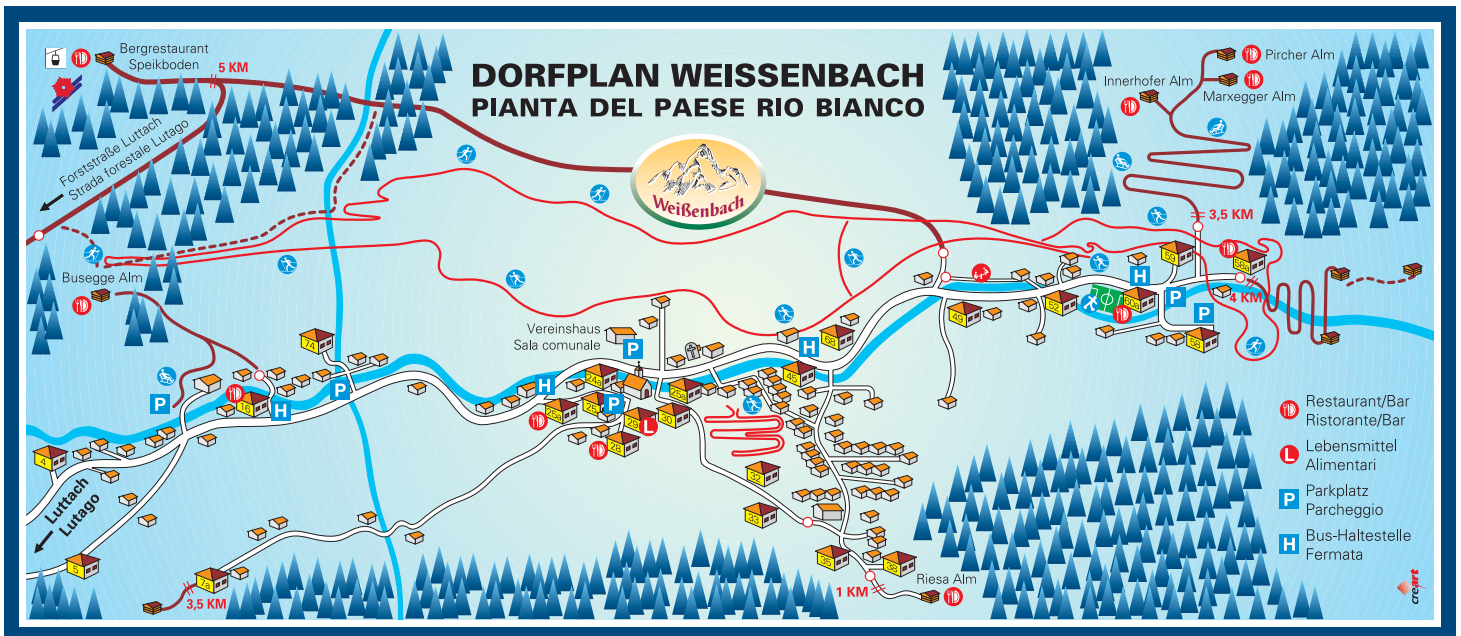 DORFPLAN WEISSENBACH
PIANTA DEL PAESE RIO BIANCO
Weißenbach
Bergrestaurant
Speikboden
5 KM
Forststraße Luttach
Strada forestale Lutago
Busegge Alm
Innerhofer Alm
Pircher Alm
Marxegger Alm
3,5 KM
59
58a
4 KM
H
P
P
60a
58
52
49
Vereinshaus
Sala comunale
P
68
H
45
74
P
P
16
H
H
24a
25a
25
P
29
L
28
30
32
33
35
38
4
Luttach
Lutago
5
7a
3,5 KM
1 KM
Riesa Alm
Restaurant/Bar
Ristorante/Bar
L
Lebensmittel
Alimentari
P
Parkplatz
Parcheggio
H
Bus-Haltestelle
Fermata
creart